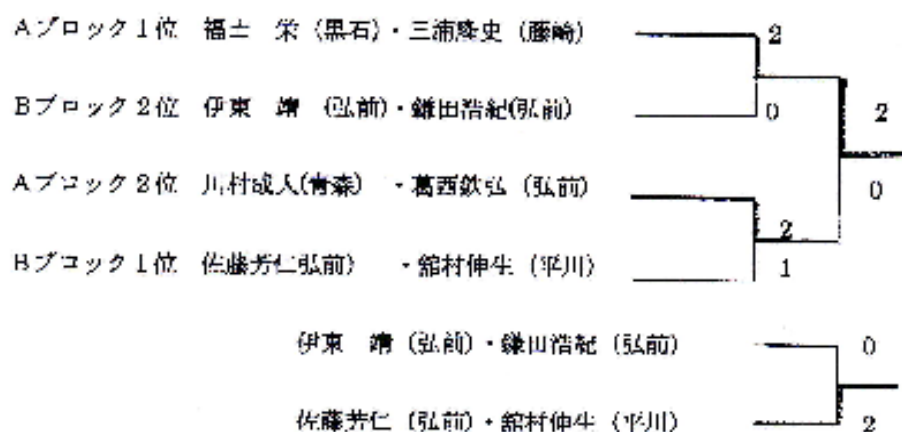 Aブロック1位 福士 栄 (黒石)・三浦隆史 (藤崎) 2
Bブロック2位 伊東 靖 (弘前)・鎌田浩紀(弘前) 0 2
Aブロック2位 川村成人(青森) ・葛西鉄弘 (弘前) 0
2
Bブロック1位 佐藤芳仁弘前) ・舘村伸生 (平川) 1
伊東 靖 (弘前)・鎌田浩紀 (弘前) 0
佐藤芳仁 (弘前)・舘村伸生 (平川) 2